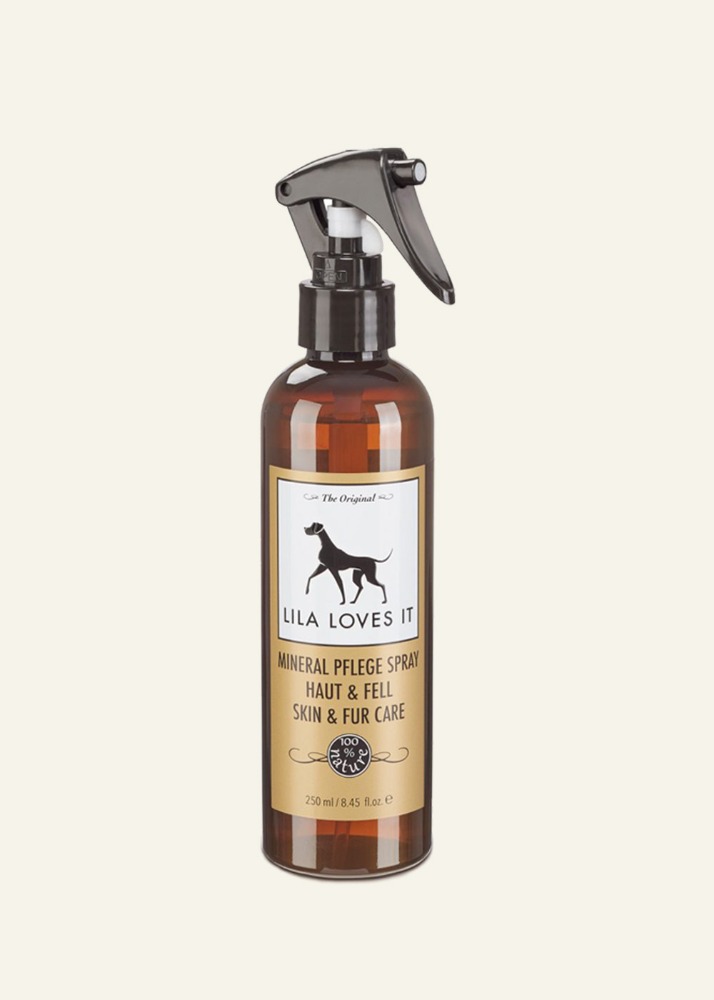 The Original
LILA LOVES IT
MINERAL PFLEGE SPRAY
HAUT & FELL
SKIN & FUR CARE
100
%
nature
250 ml / 8.45 fl.oz. ℮